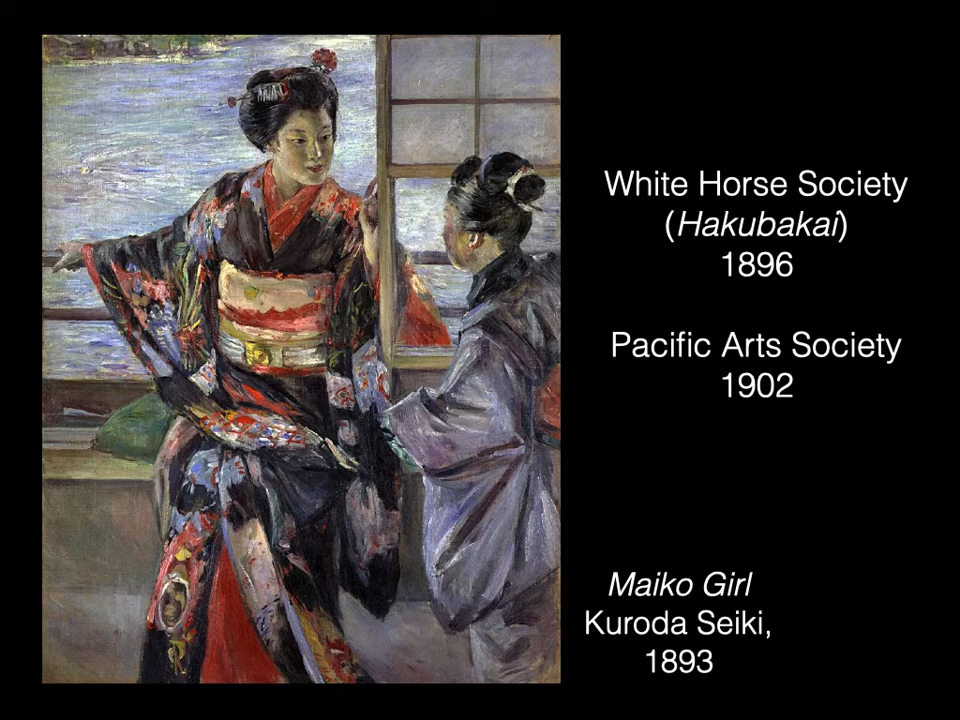 White Horse Society
(Hakubakai)
1896
Pacific Arts Society
1902
Maiko Girl
Kuroda Seiki,
1893